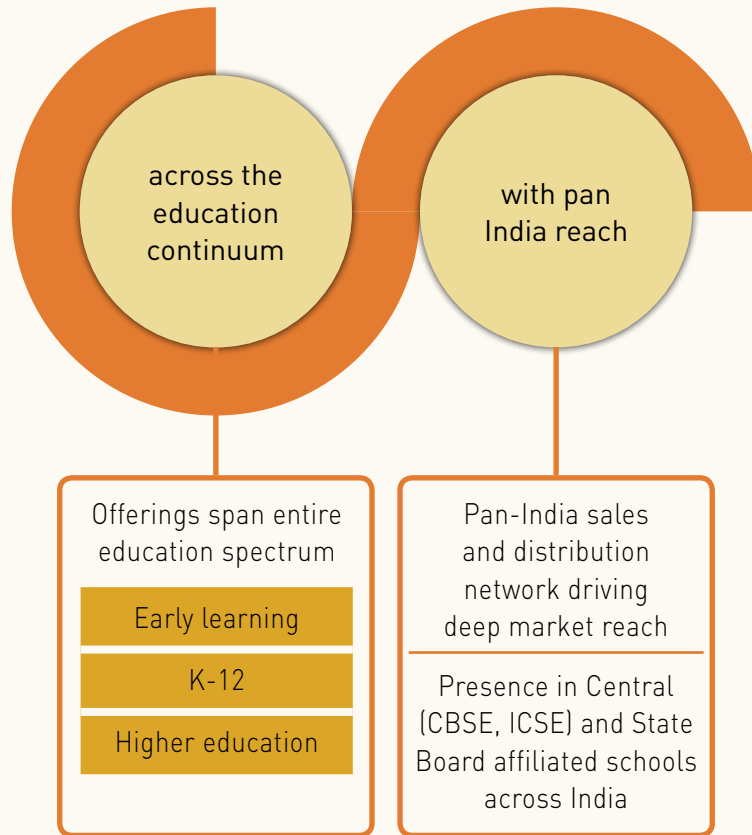 across the
education
continuum
with pan
India reach
Offerings span entire
education spectrum
Early learning
K-12
Higher education
Pan-India sales
and distribution
network driving
deep market reach
Presence in Central
(CBSE, ICSE) and State
Board affiliated schools
across India